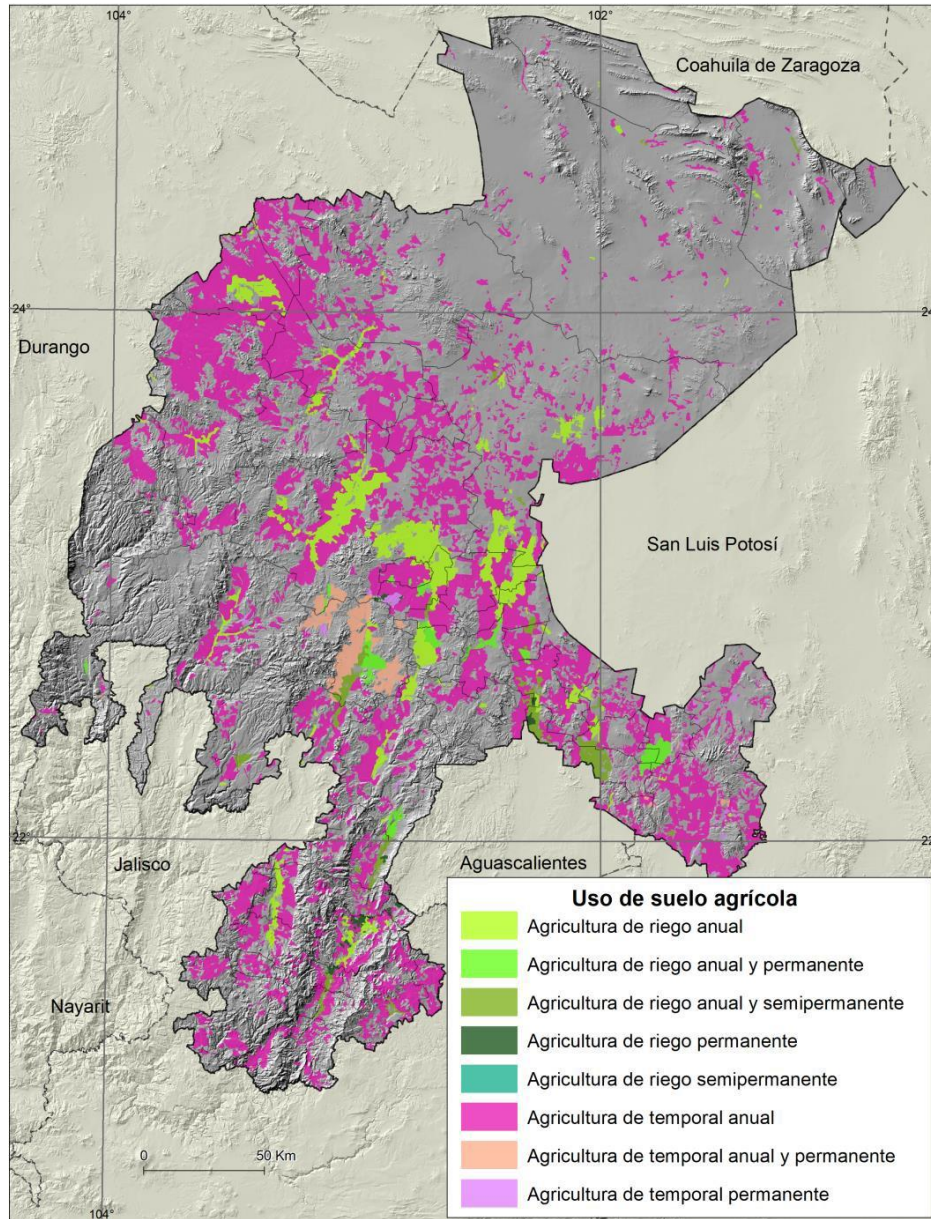 104°
102°
Coahuila de Zaragoza
24°
24
Durango
San Luis Potosí
22°
22
Jalisco
Aguascalientes
Nayarit
Uso de suelo agrícola
Agricultura de riego anual
Agricultura de riego anual y permanente
Agricultura de riego anual y semipermanente
Agricultura de riego permanente
Agricultura de riego semipermanente
Agricultura de temporal anual
Agricultura de temporal anual y permanente
Agricultura de temporal permanente
0 50 Km
104°